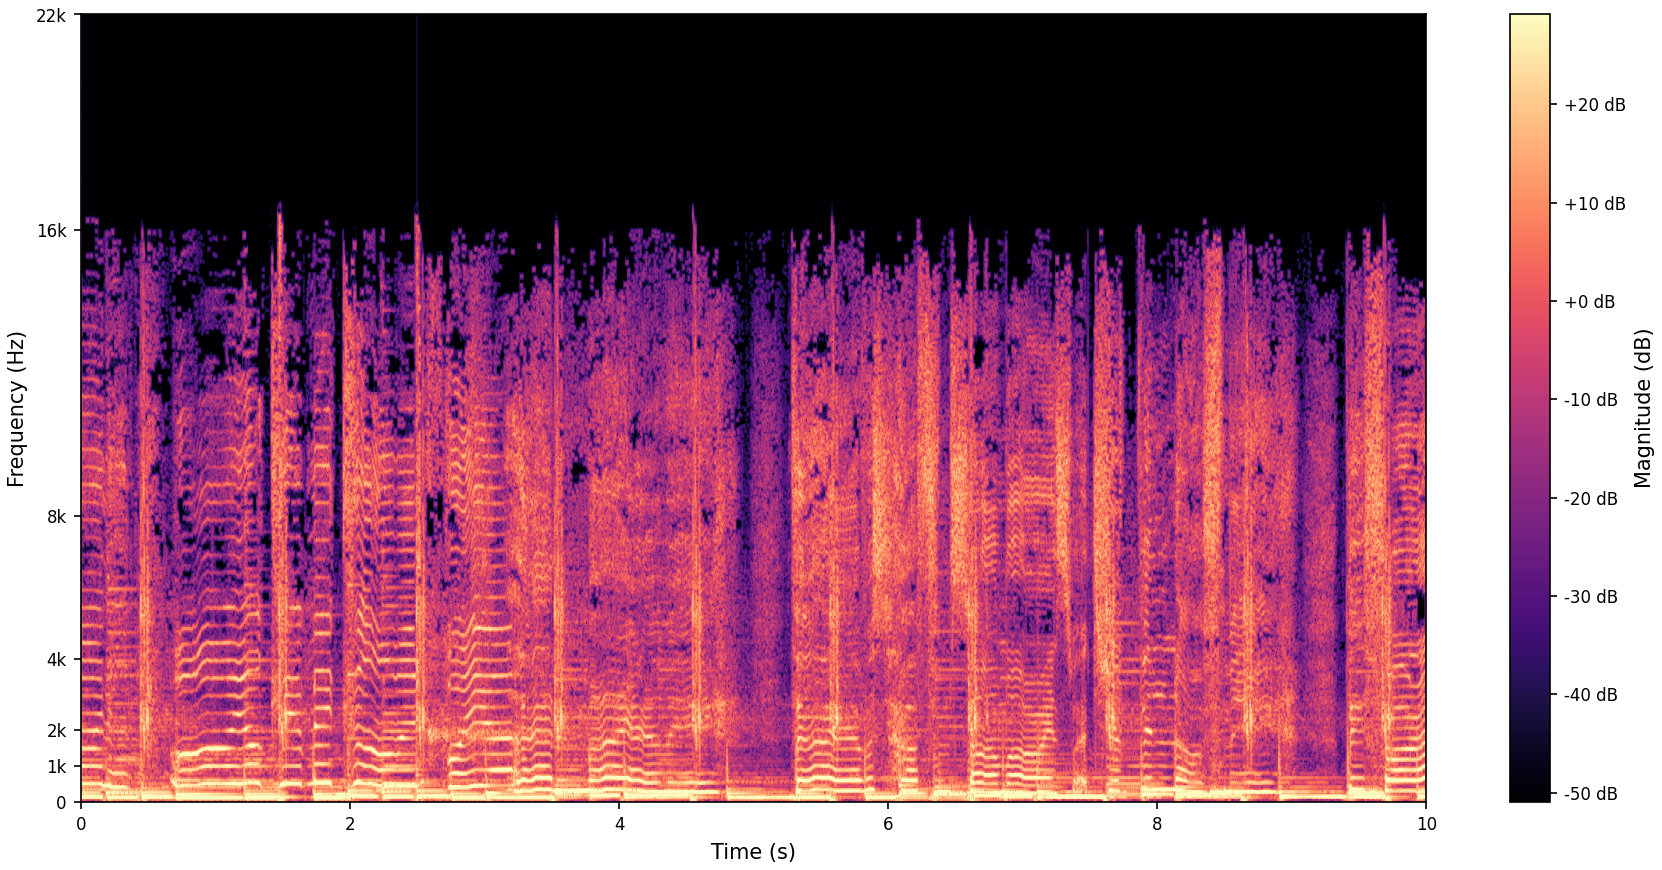 22k
16k
8k
4k
2k
1k
0
Frequency (Hz)
0 2 4 6 8 10
Time (s)
+20 dB
+10 dB
+0 dB
-10 dB
-20 dB
-30 dB
-40 dB
-50 dB
Magnitude (dB)